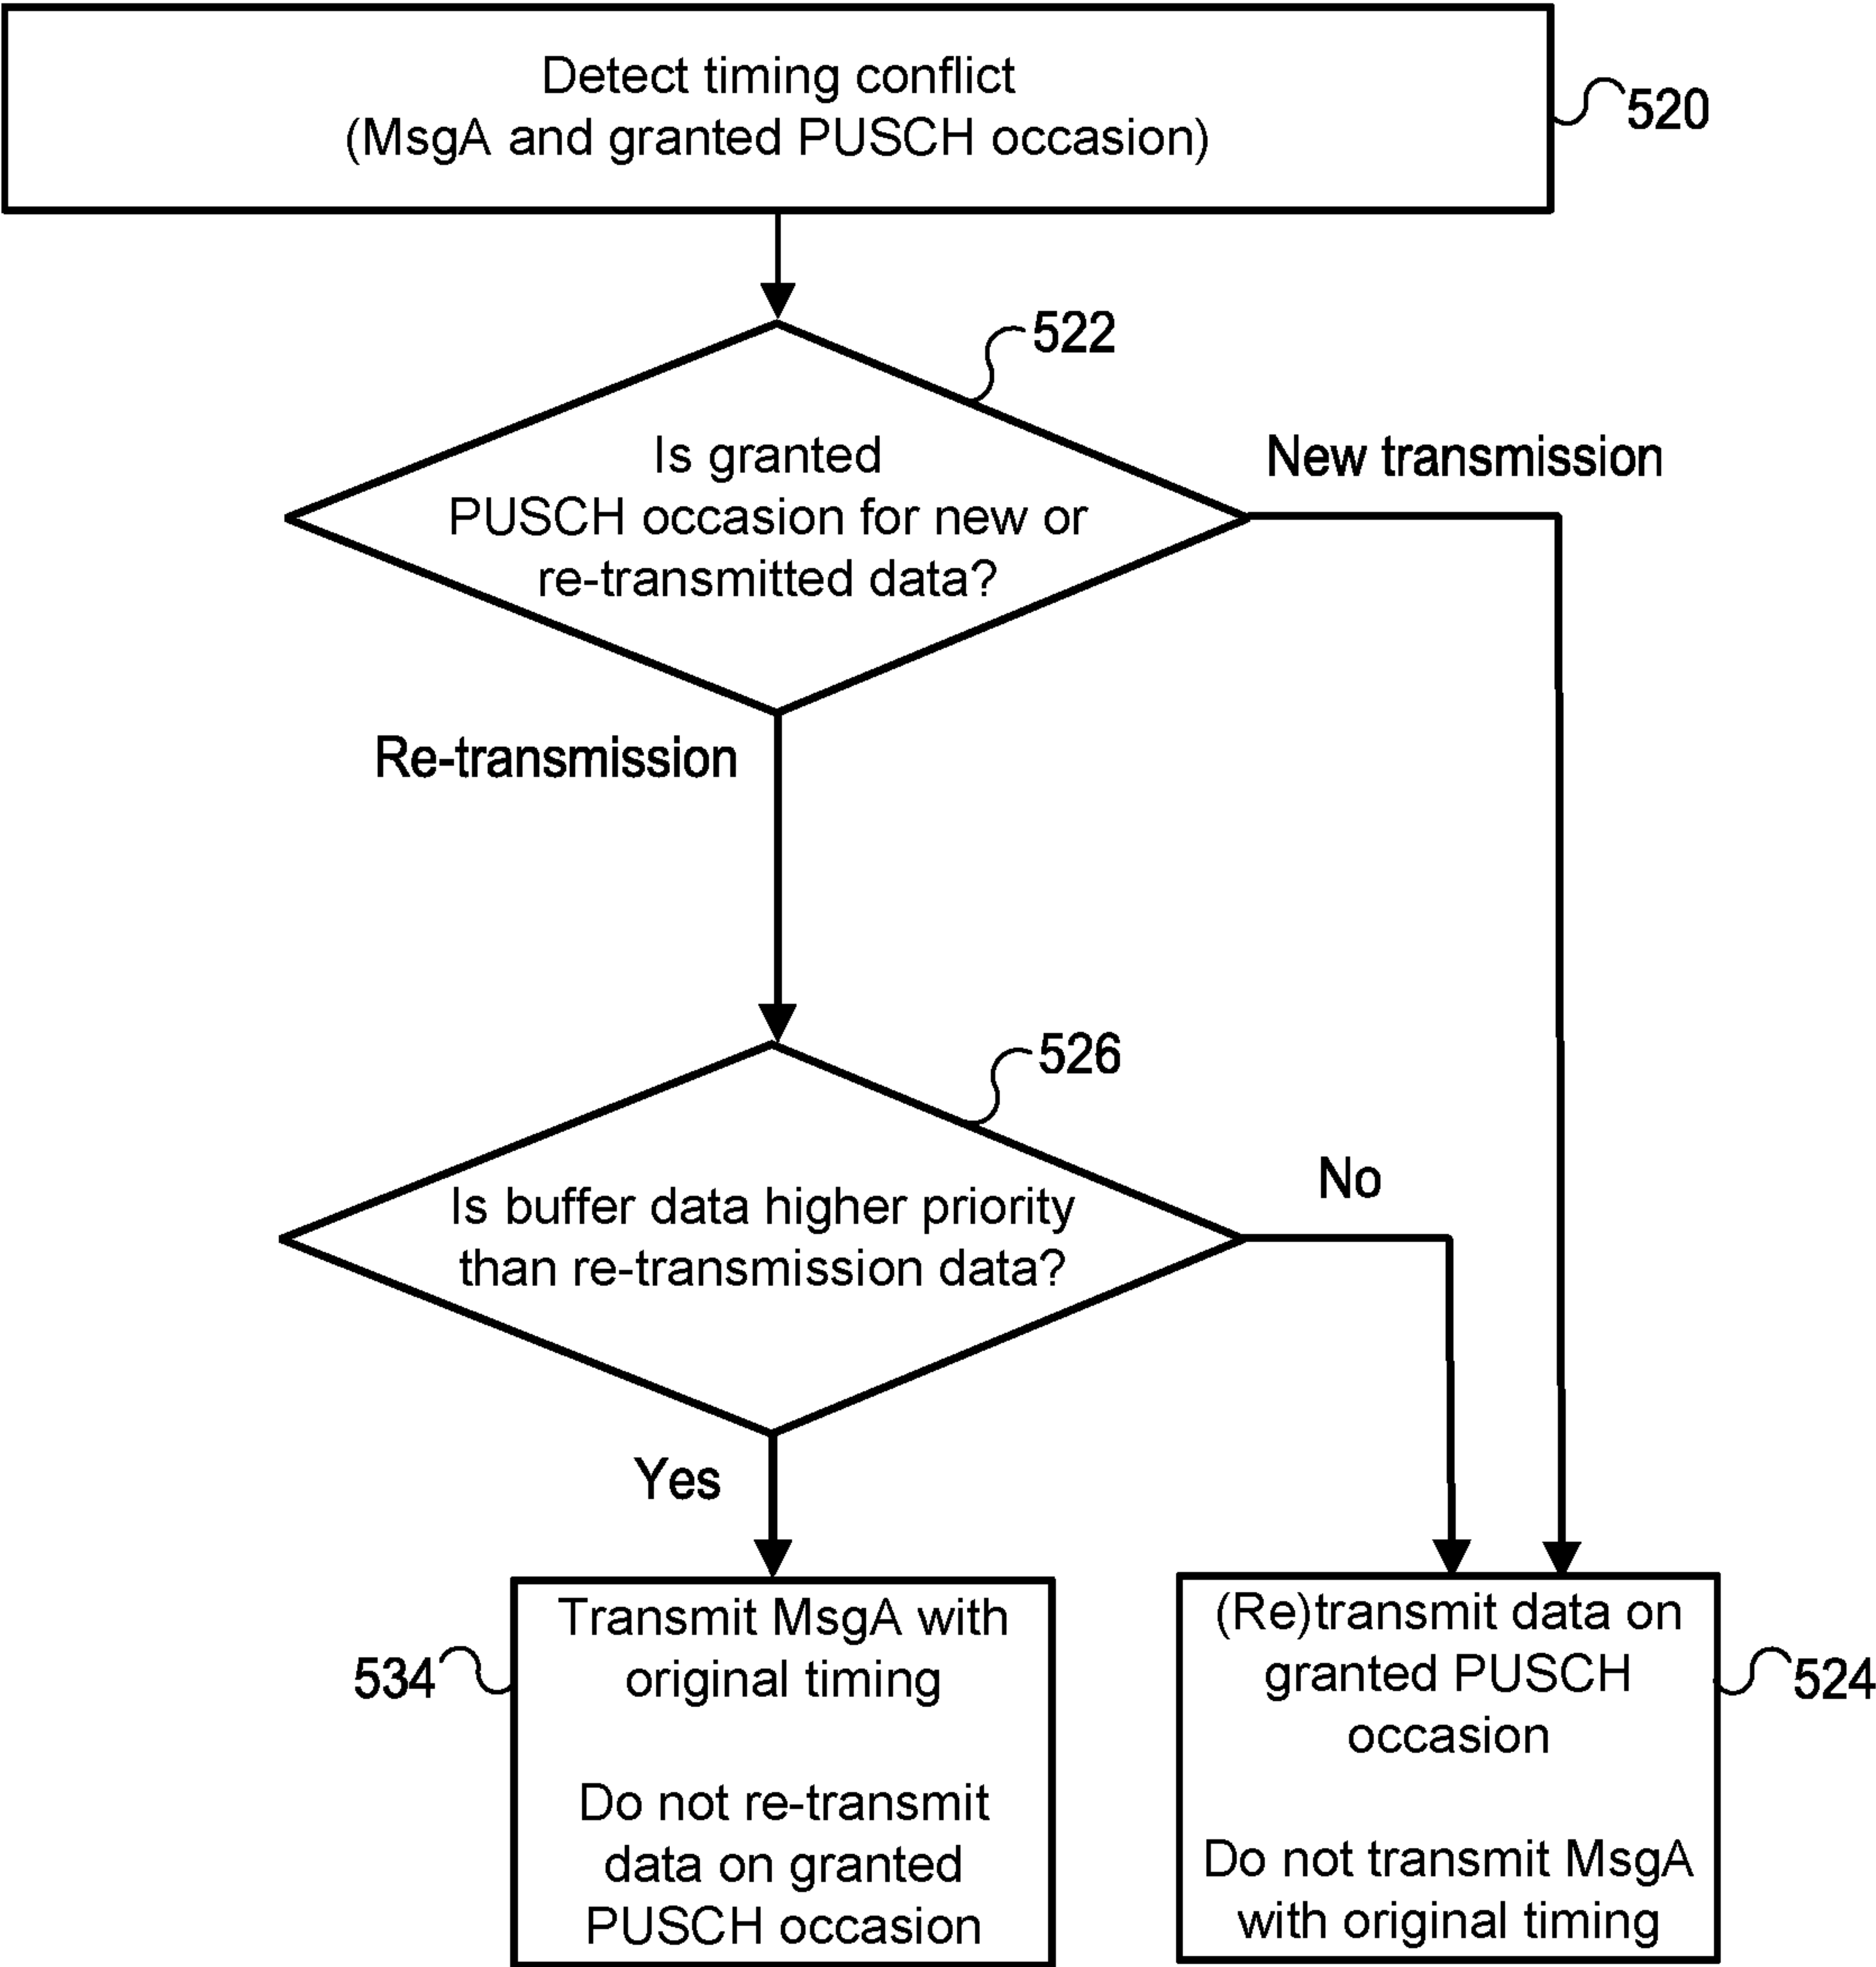 Detect timing conflict
(MsgA and granted PUSCH occasion)
520
522
Is granted
PUSCH occasion for new or
re-transmitted data?
New transmission
Re-transmission
526
Is buffer data higher priority
than re-transmission data?
No
Yes
Transmit MsgA with
original timing
Do not re-transmit
data on granted
PUSCH occasion
534
(Re)transmit data on
granted PUSCH
occasion
Do not transmit MsgA
with original timing
524